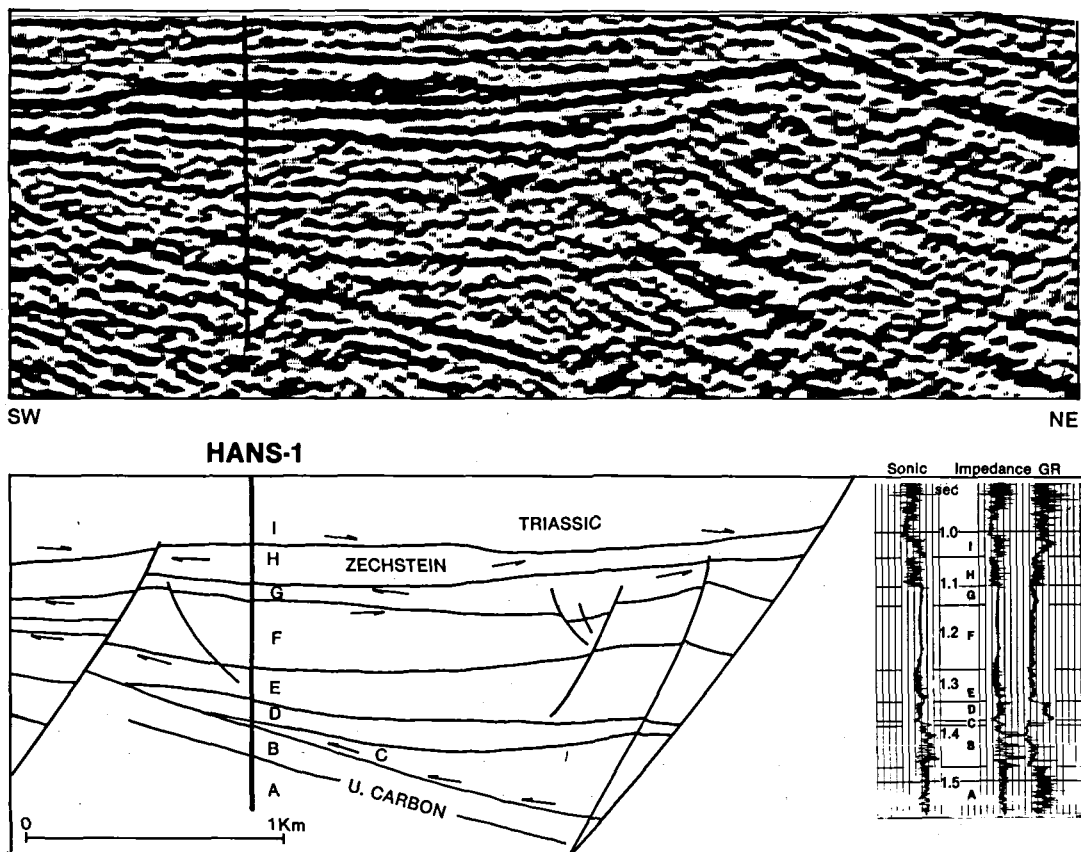 SW
NE
HANS-1
Sonic Impedance GR
sec
I
TRIASSIC
1.0
I
H
ZECHSTEIN
H
1.1
G
G
F
1.2
F
1.3
E
E
D
D
C
B
C
1.4
B
U. CARBON
A
1.5
A
0
1Km